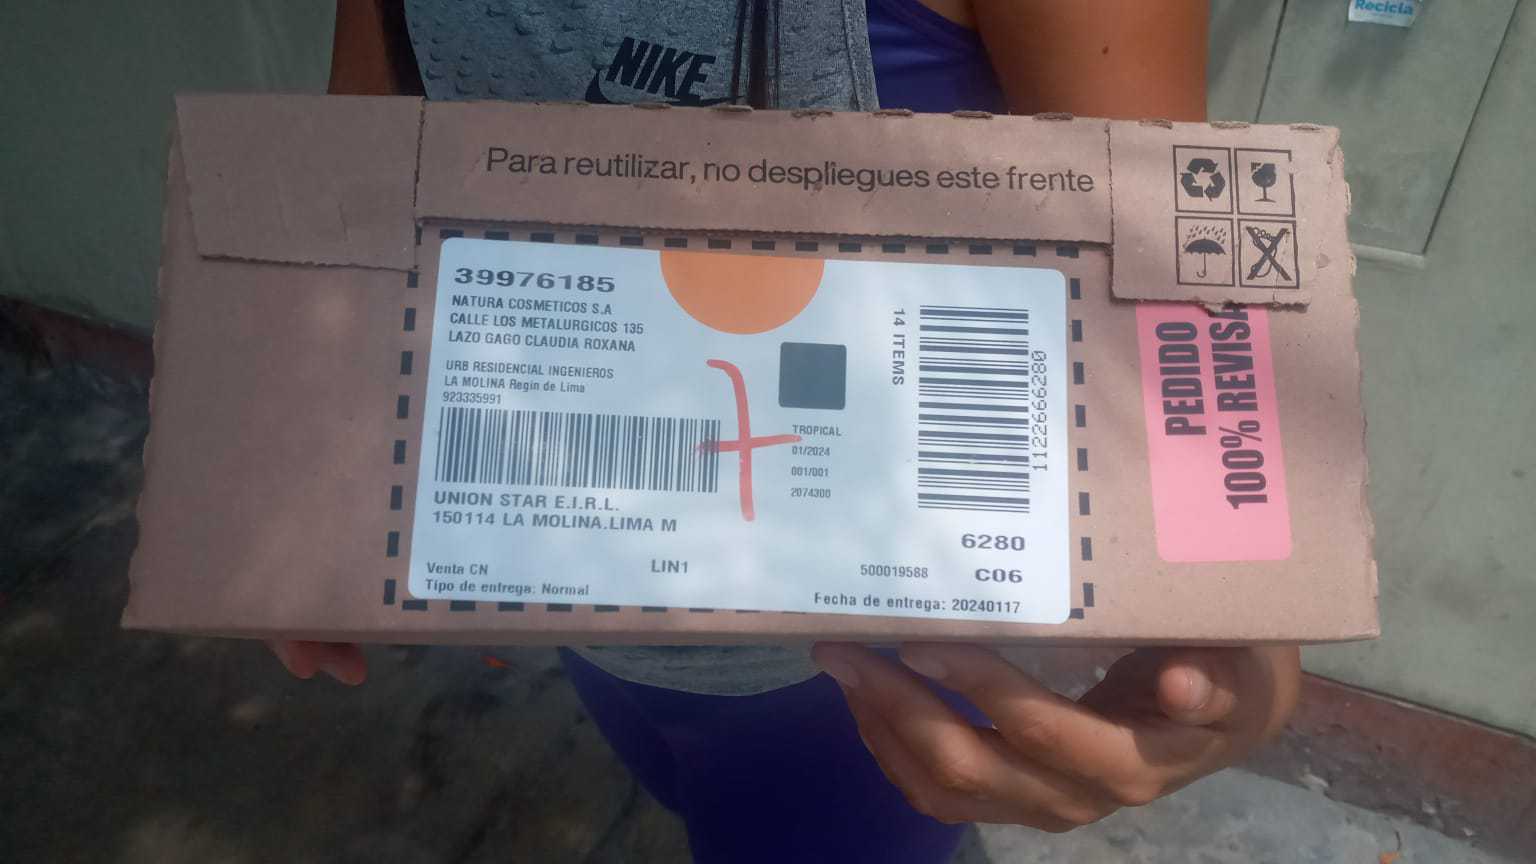 Recicla
NIKE
Para reutilizar, no despliegues este frente
39976185
NATURA COSMETICOS S.A
CALLE LOS METALURGICOS 135
LAZO GAGO CLAUDIA ROXANA
URB RESIDENCIAL INGENIEROS
LA MOLINA Regin de Lima
923335991
UNION STAR E.I.R.L.
150114 LA MOLINA.LIMA M
Venta CN
LIN1
Tipo de entrega: Normal
7
TROPICAL
01/2024
001/001
2074300
14 ITEMS
1122666280
6280
500019588
C06
Fecha de entrega: 20240117
PEDIDO
100% REVISA